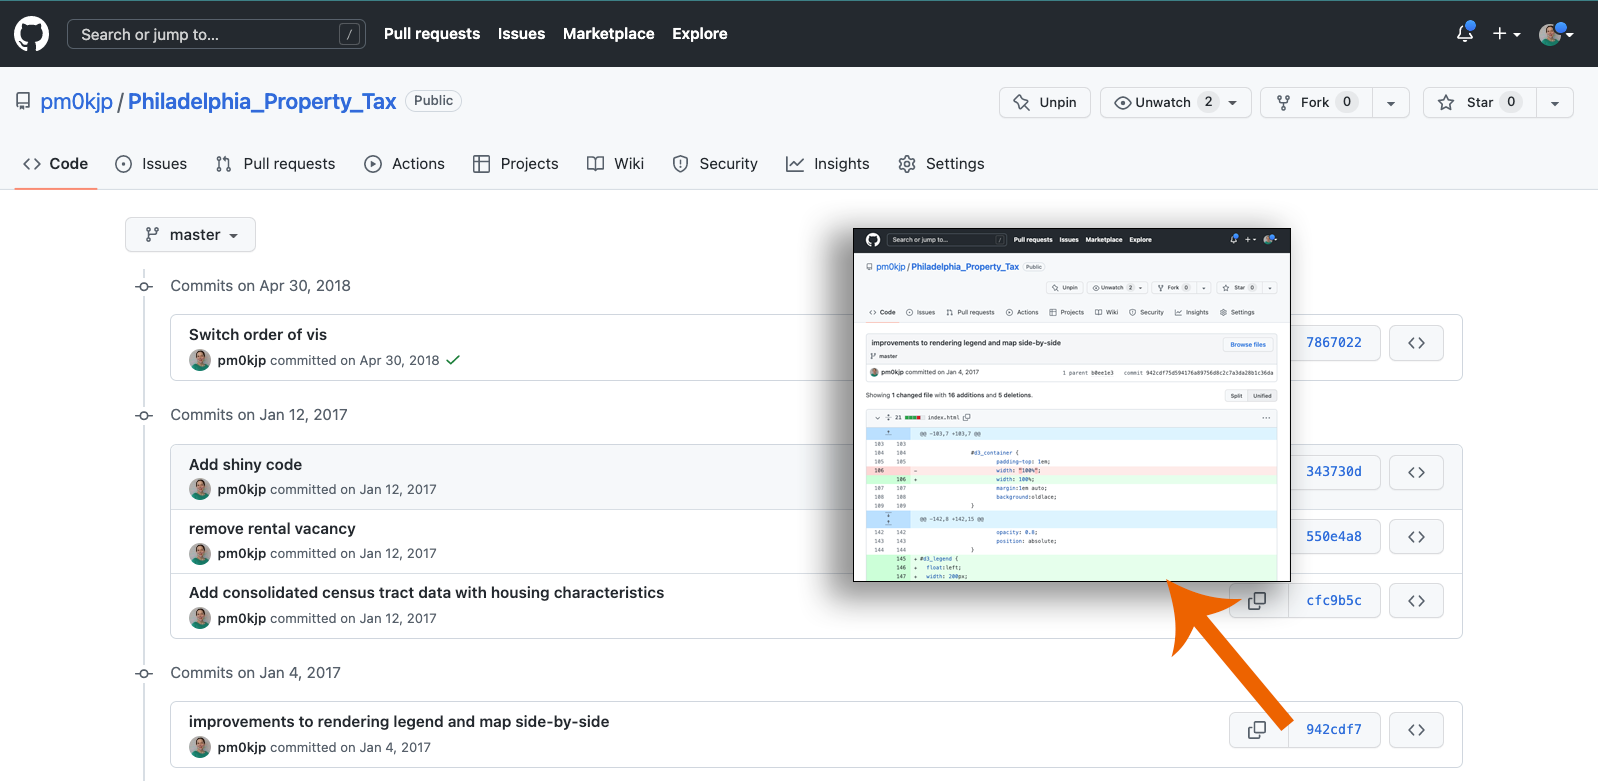 Search or jump to... /
Pull requests Issues Marketplace Explore
pm0kjp / Philadelphia_Property_Tax Public
Unpin Unwatch 2 Fork 0 Star 0
Code Issues Pull requests Actions Projects Wiki Security Insights Settings
master
Commits on Apr 30, 2018
Switch order of vis
pm0kjp committed on Apr 30, 2018
7867022
Commits on Jan 12, 2017
Add shiny code
pm0kjp committed on Jan 12, 2017
343730d
remove rental vacancy
pm0kjp committed on Jan 12, 2017
550e4a8
Add consolidated census tract data with housing characteristics
pm0kjp committed on Jan 12, 2017
cfc9b5c
Commits on Jan 4, 2017
improvements to rendering legend and map side-by-side
pm0kjp committed on Jan 4, 2017
942cdf7
Search or jump to... /
Pull requests Issues Marketplace Explore
pm0kjp / Philadelphia_Property_Tax Public
Unpin Unwatch 2 Fork 0 Star 0
Code Issues Pull requests Actions Projects Wiki Security Insights Settings
improvements to rendering legend and map side-by-side
Browse files
master
pm0kjp committed on Jan 4, 2017
1 parent b0ee1e3 commit
Showing 1 changed file with 16 additions and 5 deletions.
Split Unified
21 index.html
@@ -103,7 +103,7 @@
103 103
104 104 #d3_container {
105 105 padding-top: 1em;
106 - width: "100%";
106 + width: 100%;
107 107 margin:1em auto;
108 108 background:oldlace;
109 109 }
@@ -142,8 +142,15 @@
142 142 opacity: 0.8;
143 143 position: absolute;
144 144 }
145 + #d3_legend {
146 + float:left;
147 + width: 200px;